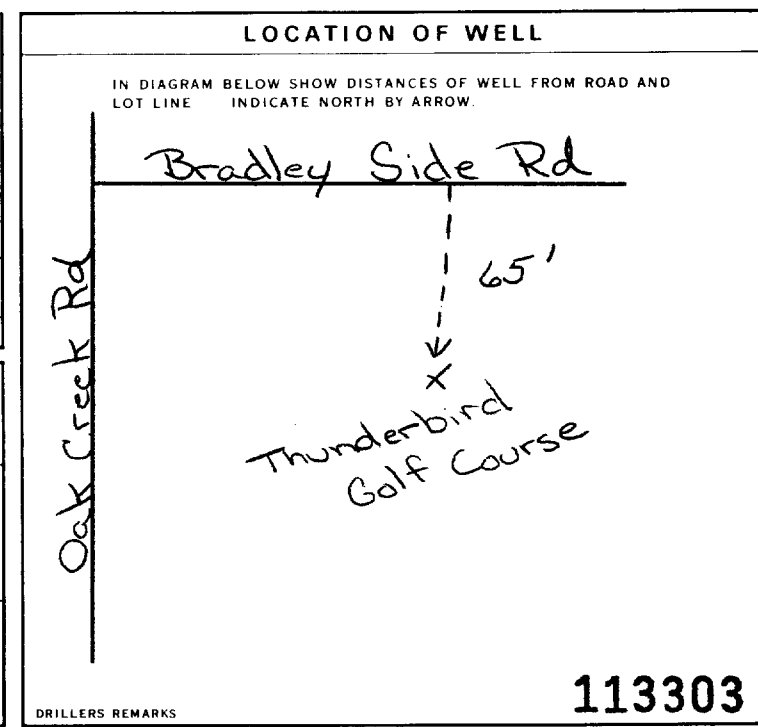 LOCATION OF WELL
IN DIAGRAM BELOW SHOW DISTANCES OF WELL FROM ROAD AND
LOT LINE INDICATE NORTH BY ARROW.
Bradley Side Rd
65'
Oak Creek Rd
X
Thunderbird
Golf Course
113303
DRILLERS REMARKS